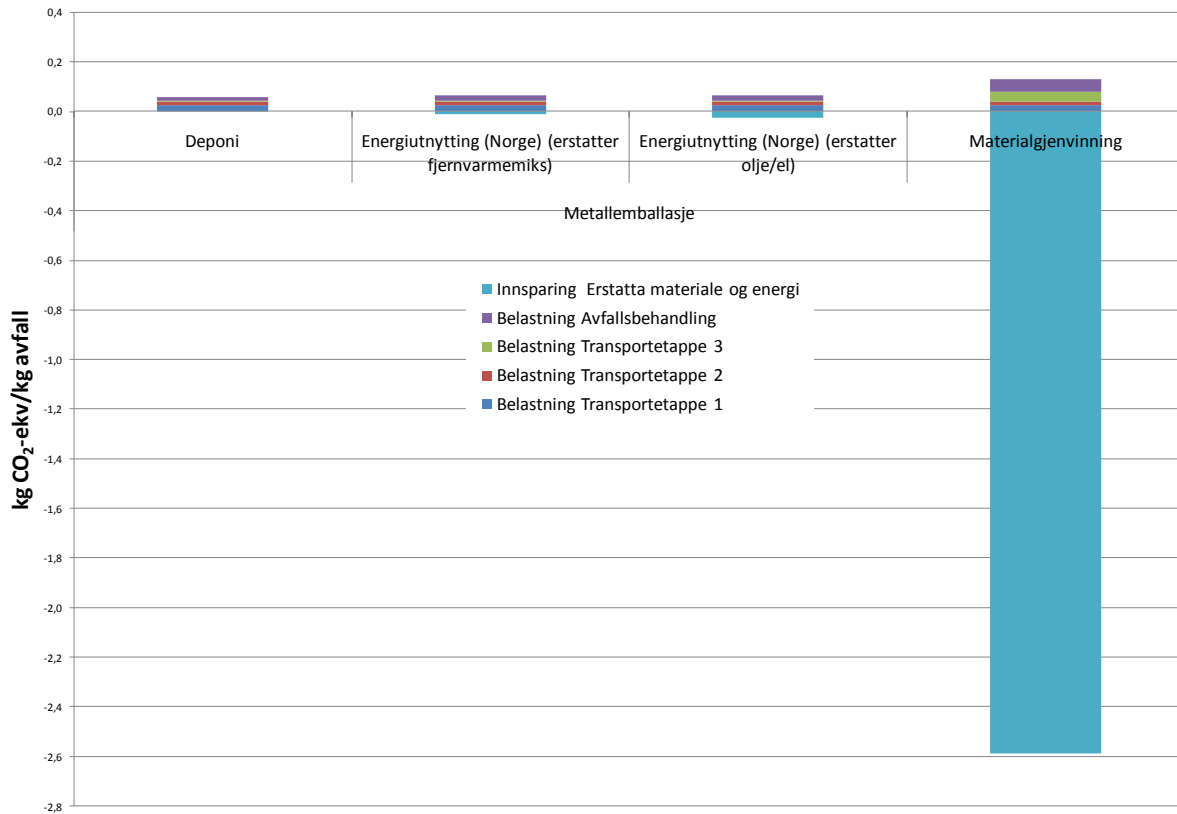 0,4
0,2
0,0
-0,2
-0,4
-0,6
-0,8
-1,0
-1,2
-1,4
-1,6
-1,8
-2,0
-2,2
-2,4
-2,6
-2,8
kg CO₂-ekv/kg avfall
Deponi
Energiutnytting (Norge) (erstatter
fjernvarmemiks)
Energiutnytting (Norge) (erstatter
olje/el)
Materialgjenvinning
Metallemballasje
Innsparing Erstatta materiale og energi
Belastning Avfallsbehandling
Belastning Transportetappe 3
Belastning Transportetappe 2
Belastning Transportetappe 1